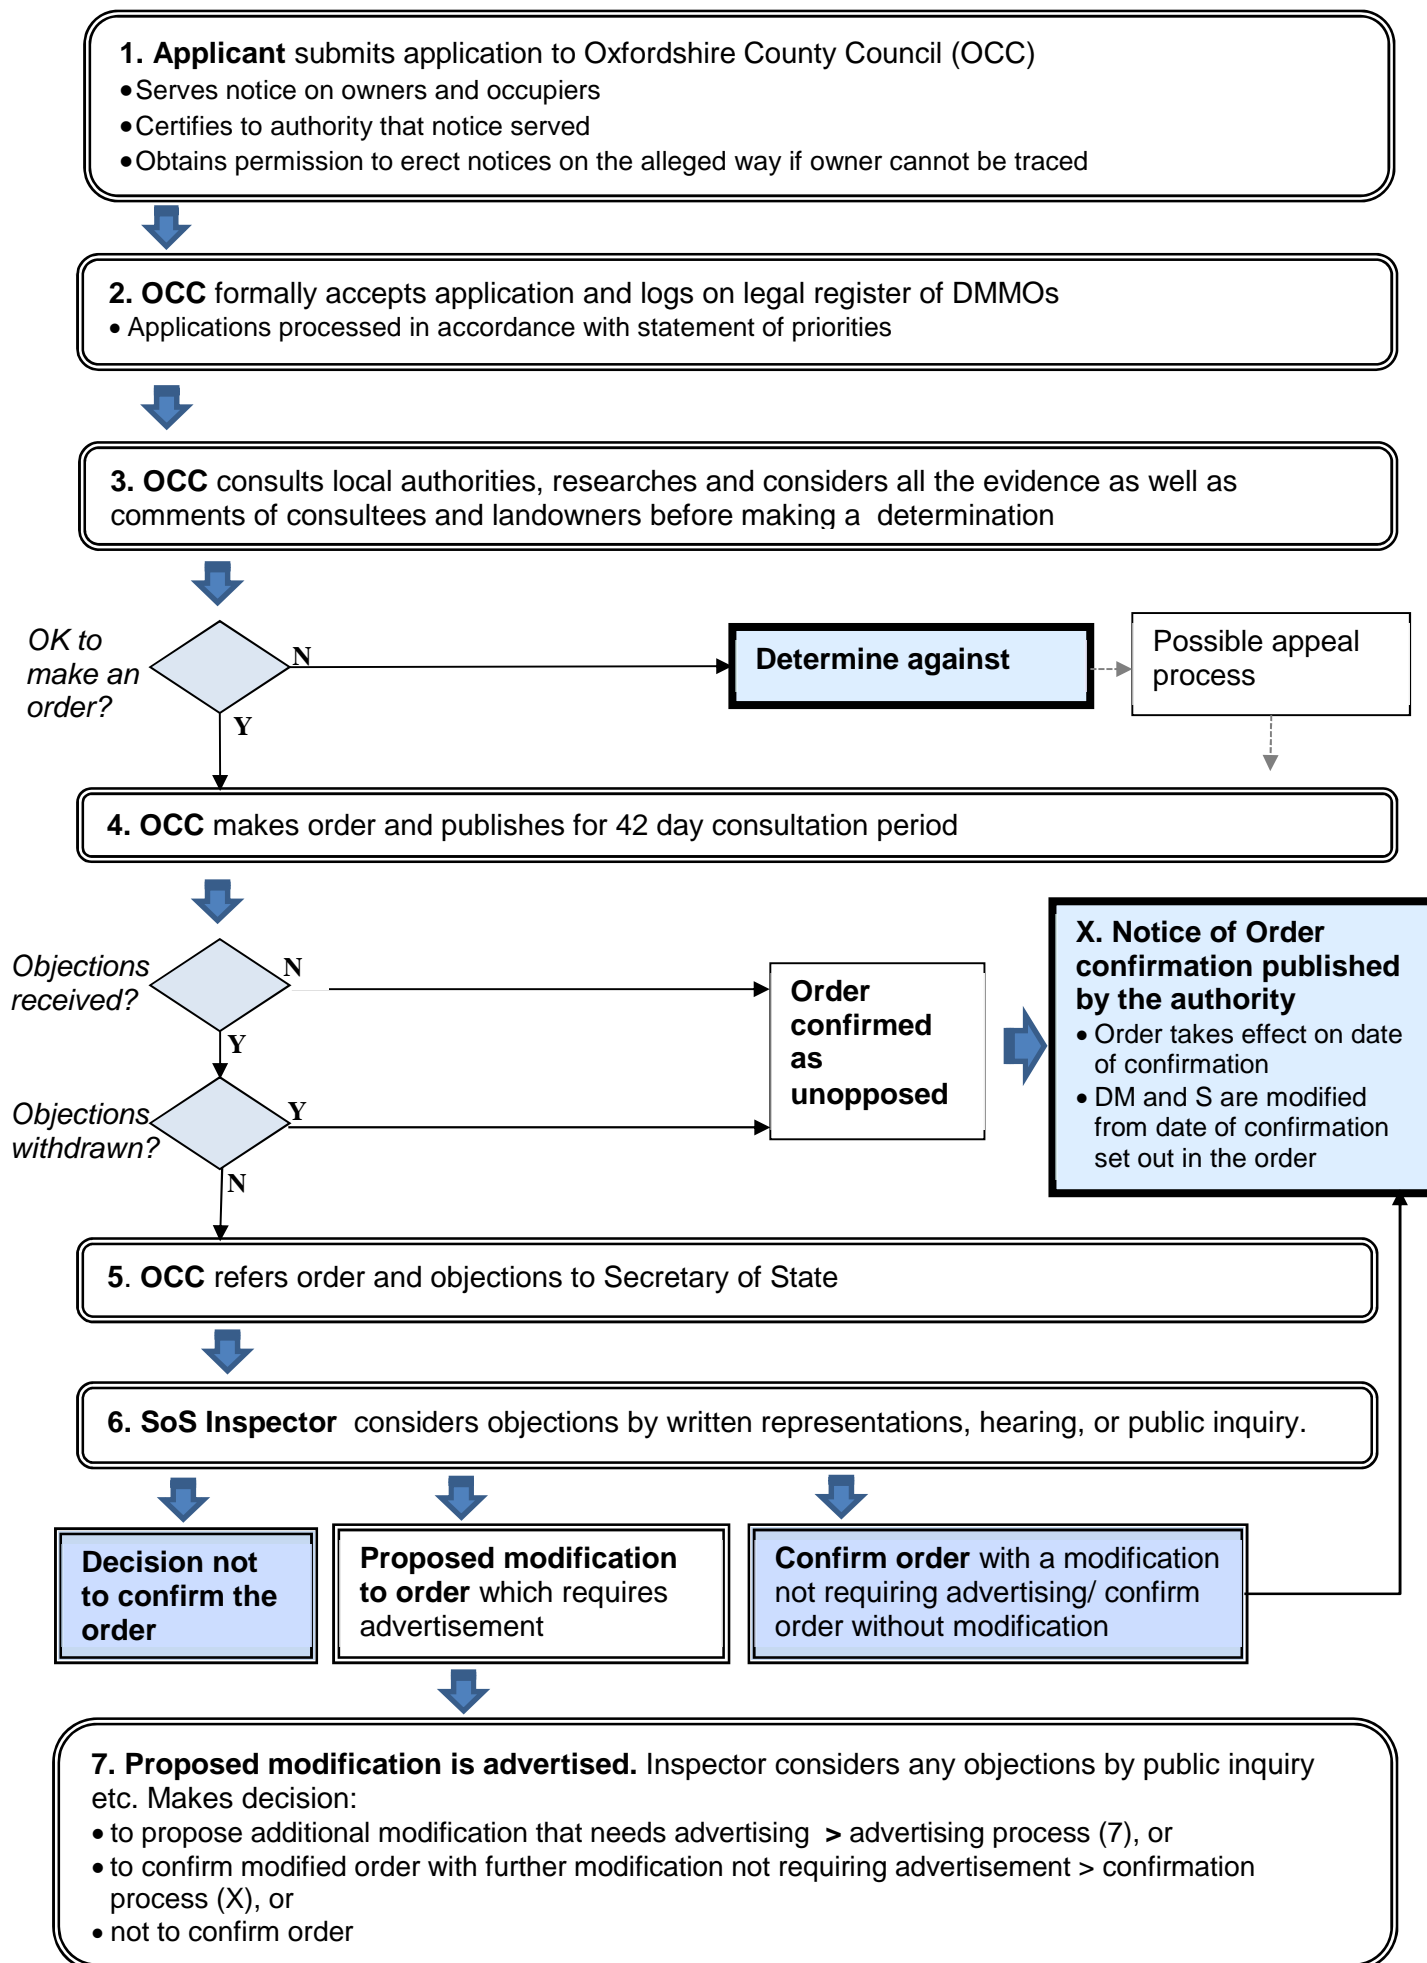 1. Applicant submits application to Oxfordshire County Council (OCC)
•Serves notice on owners and occupiers
•Certifies to authority that notice served
•Obtains permission to erect notices on the alleged way if owner cannot be traced
2. OCC formally accepts application and logs on legal register of DMMOs
• Applications processed in accordance with statement of priorities
3. OCC consults local authorities, researches and considers all the evidence as well as
comments of consultees and landowners before making a determination
OK to
make an
order?
N
Y
Determine against
Possible appeal
process
4. OCC makes order and publishes for 42 day consultation period
Objections
received?
N
Y
Objections
withdrawn?
Y
N
Order
confirmed
as
unopposed
X. Notice of Order
confirmation published
by the authority
• Order takes effect on date
of confirmation
• DM and S are modified
from date of confirmation
set out in the order
5. OCC refers order and objections to Secretary of State
6. SoS Inspector considers objections by written representations, hearing, or public inquiry.
Decision not
to confirm the
order
Proposed modification
to order which requires
advertisement
Confirm order with a modification
not requiring advertising/ confirm
order without modification
7. Proposed modification is advertised. Inspector considers any objections by public inquiry
etc. Makes decision:
• to propose additional modification that needs advertising > advertising process (7), or
• to confirm modified order with further modification not requiring advertisement > confirmation
process (X), or
• not to confirm order